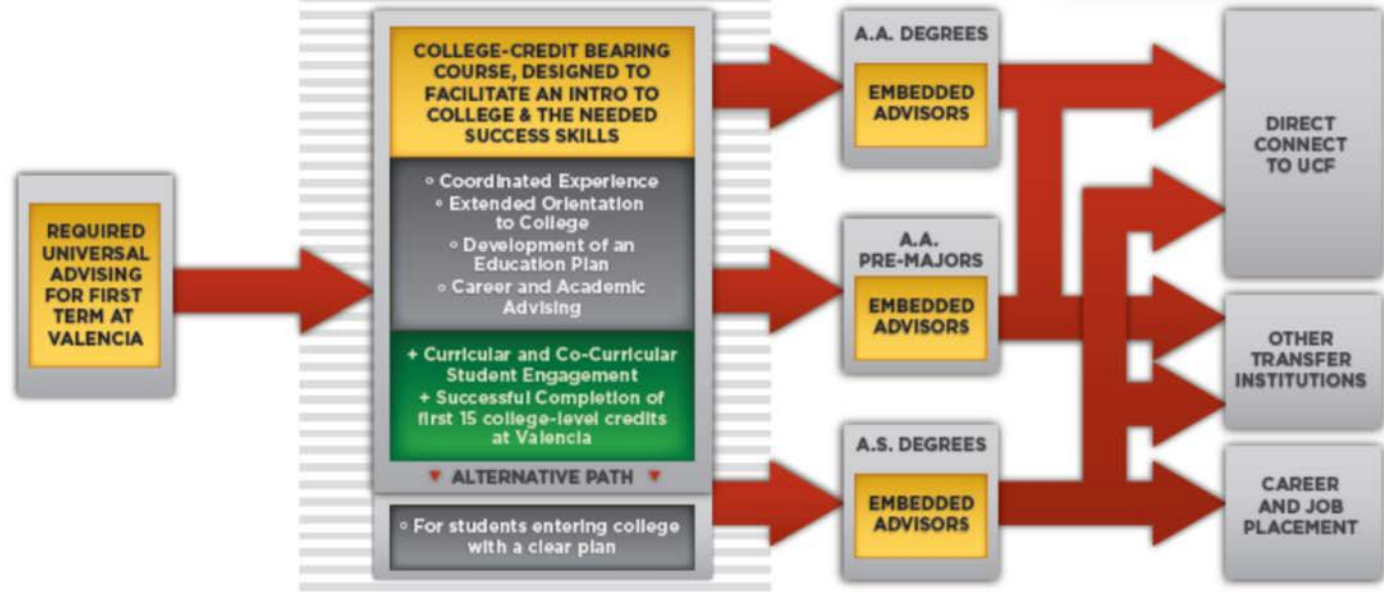 REQUIRED
UNIVERSAL
ADVISING
FOR FIRST
TERM AT
VALENCIA
COLLEGE-CREDIT BEARING
COURSE, DESIGNED TO
FACILITATE AN INTRO TO
COLLEGE & THE NEEDED
SUCCESS SKILLS
° Coordinated Experience
° Extended Orientation
to College
° Development of an
Education Plan
° Career and Academic
Advising
+ Curricular and Co-Curricular
Student Engagement
+ Successful Completion of
first 15 college-level credits
at Valencia
▼ ALTERNATIVE PATH ▼
° For students entering college
with a clear plan
A.A. DEGREES
EMBEDDED
ADVISORS
A.A.
PRE-MAJORS
EMBEDDED
ADVISORS
A.S. DEGREES
EMBEDDED
ADVISORS
DIRECT
CONNECT
TO UCF
OTHER
TRANSFER
INSTITUTIONS
CAREER
AND JOB
PLACEMENT